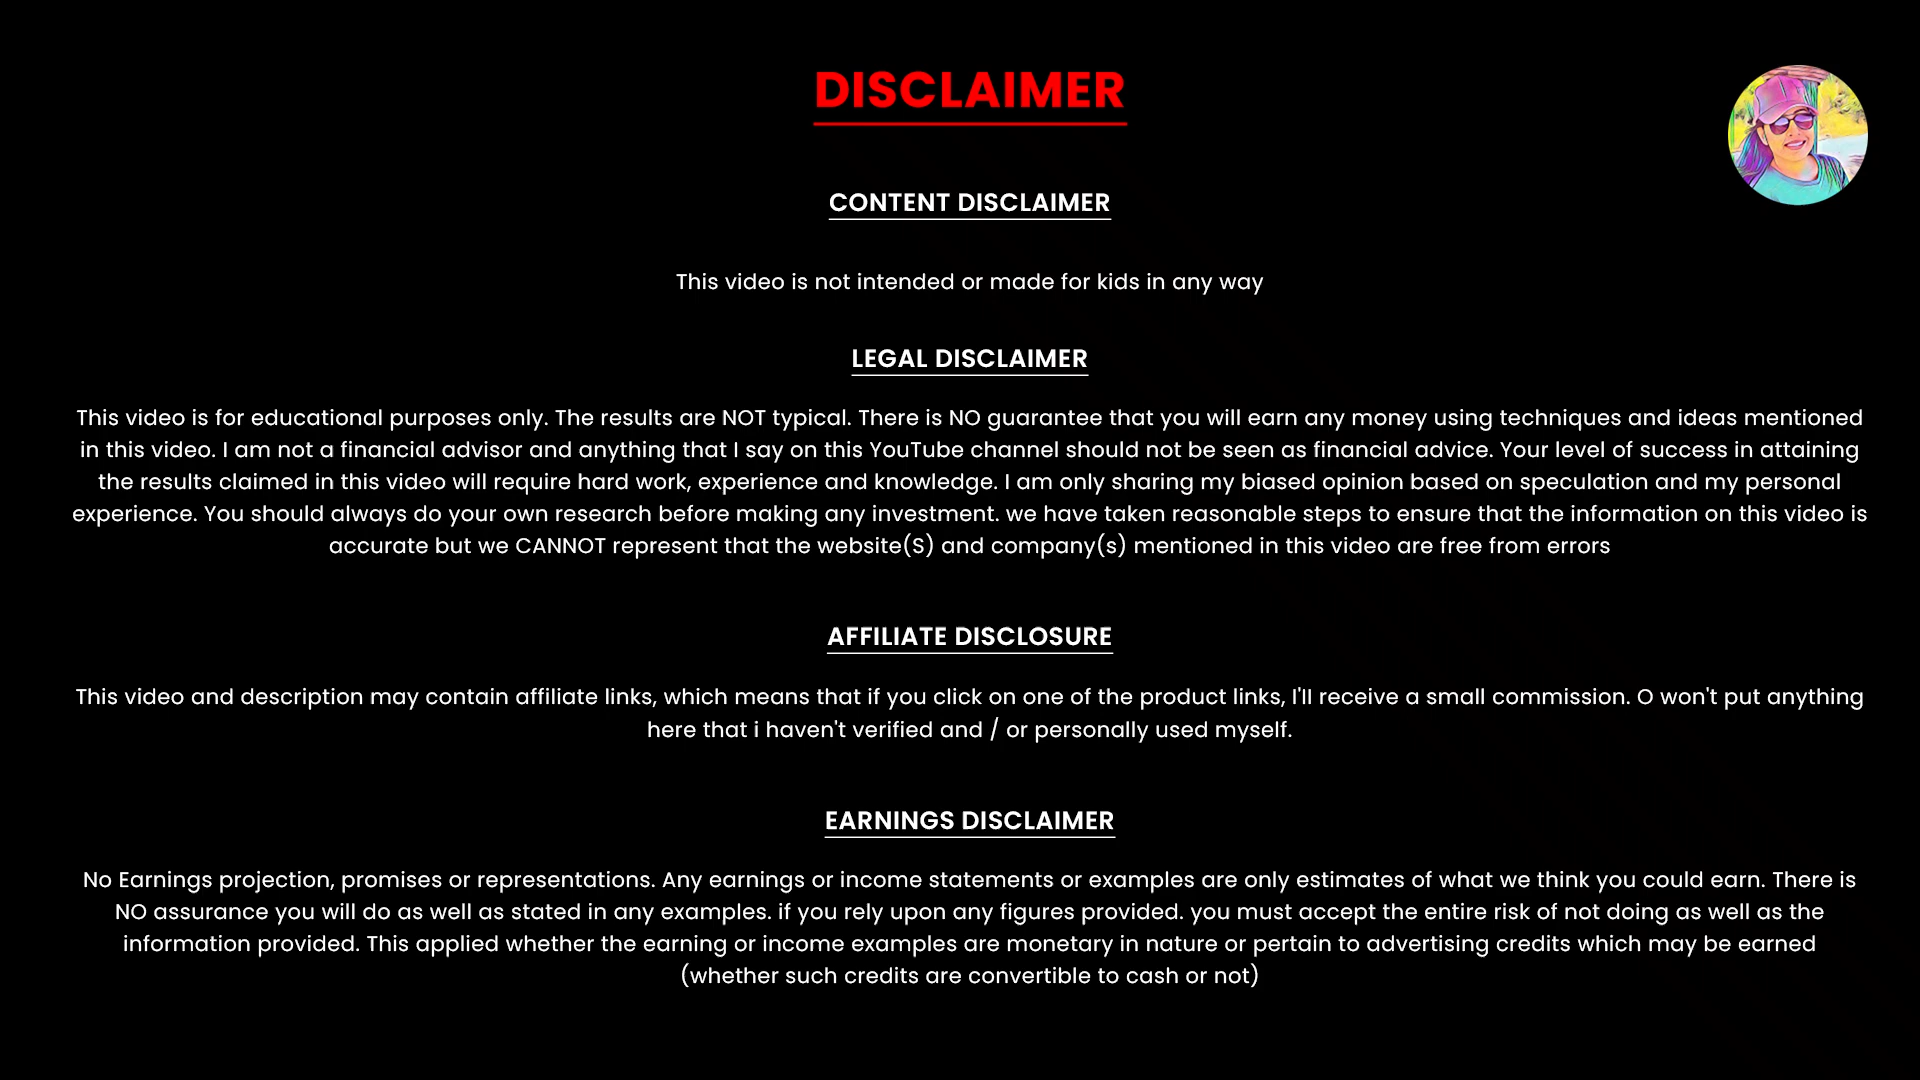 DISCLAIMER
CONTENT DISCLAIMER
This video is not intended or made for kids in any way
LEGAL DISCLAIMER
This video is for educational purposes only. The results are NOT typical. There is NO guarantee that you will earn any money using techniques and ideas mentioned
in this video. I am not a financial advisor and anything that I say on this YouTube channel should not be seen as financial advice. Your level of success in attaining
the results claimed in this video will require hard work, experience and knowledge. I am only sharing my biased opinion based on speculation and my personal
experience. You should always do your own research before making any investment. we have taken reasonable steps to ensure that the information on this video is
accurate but we CANNOT represent that the website(S) and company(s) mentioned in this video are free from errors
AFFILIATE DISCLOSURE
This video and description may contain affiliate links, which means that if you click on one of the product links, I'll receive a small commission. O won't put anything
here that i haven't verified and / or personally used myself.
EARNINGS DISCLAIMER
No Earnings projection, promises or representations. Any earnings or income statements or examples are only estimates of what we think you could earn. There is
NO assurance you will do as well as stated in any examples. if you rely upon any figures provided. you must accept the entire risk of not doing as well as the
information provided. This applied whether the earning or income examples are monetary in nature or pertain to advertising credits which may be earned
(whether such credits are convertible to cash or not)